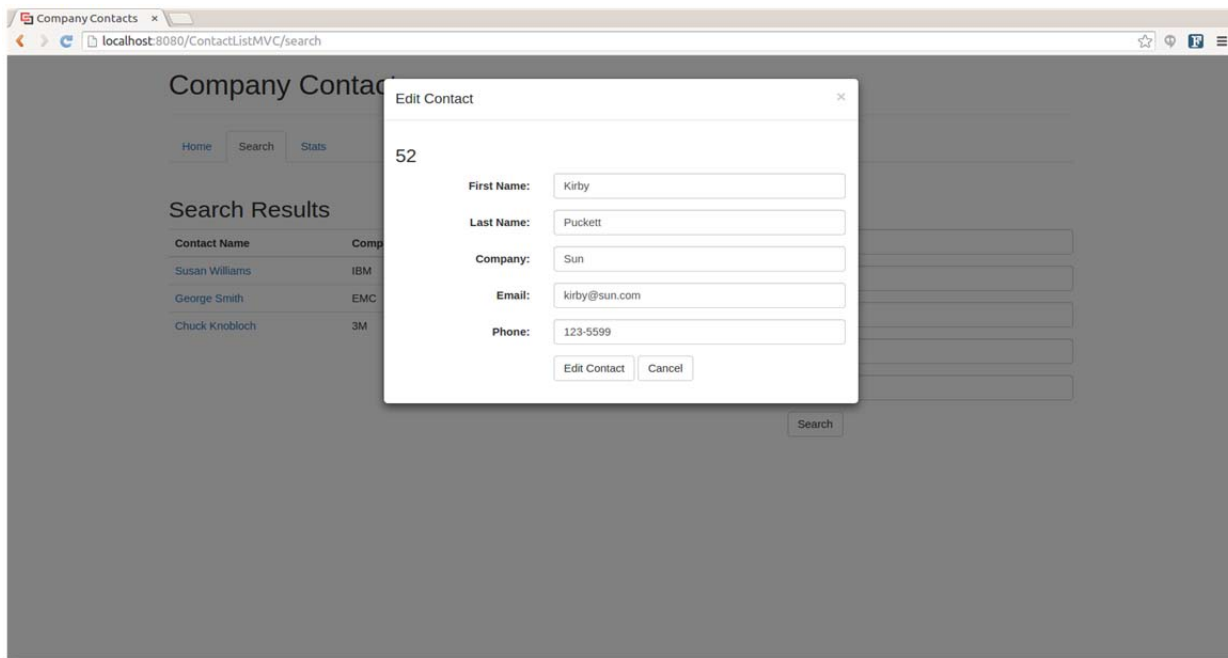 Company Contacts ×
localhost:8080/ContactListMVC/search
Company
Edit Contact ×
Home Search Stats
52
First Name: Kirby
Last Name: Puckett
Company: Sun
Email: kirby@sun.com
Phone: 123-5599
Edit Contact Cancel
Search Results
Contact Name
Susan Williams IBM
George Smith EMC
Chuck Knobloch 3M
Search